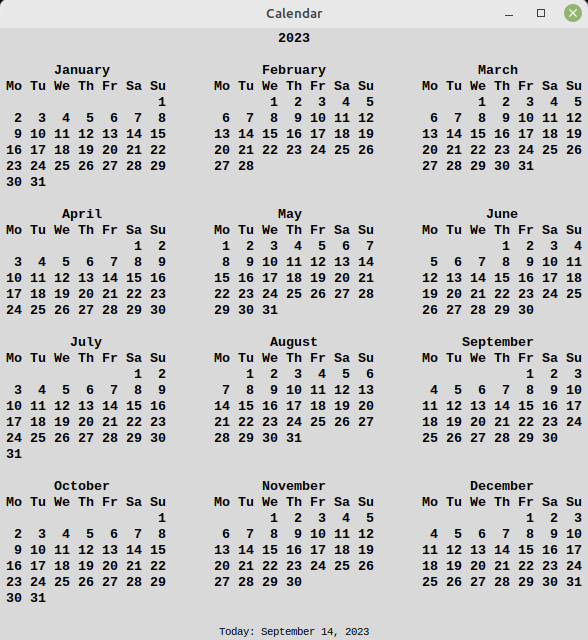 Calendar
2023
January February March
Mo Tu We Th Fr Sa Su Mo Tu We Th Fr Sa Su Mo Tu We Th Fr Sa Su
1 1 2 3 4 5 1 2 3 4 5
2 3 4 5 6 7 8 6 7 8 9 10 11 12 6 7 8 9 10 11 12
9 10 11 12 13 14 15 13 14 15 16 17 18 19 13 14 15 16 17 18 19
16 17 18 19 20 21 22 20 21 22 23 24 25 26 20 21 22 23 24 25 26
23 24 25 26 27 28 29 27 28 27 28 29 30 31
30 31
April May June
Mo Tu We Th Fr Sa Su Mo Tu We Th Fr Sa Su Mo Tu We Th Fr Sa Su
1 2 1 2 3 4 5 6 7 1 2 3 4
3 4 5 6 7 8 9 8 9 10 11 12 13 14 5 6 7 8 9 10 11
10 11 12 13 14 15 16 15 16 17 18 19 20 21 12 13 14 15 16 17 18
17 18 19 20 21 22 23 22 23 24 25 26 27 28 19 20 21 22 23 24 25
24 25 26 27 28 29 30 29 30 31 26 27 28 29 30
July August September
Mo Tu We Th Fr Sa Su Mo Tu We Th Fr Sa Su Mo Tu We Th Fr Sa Su
1 2 1 2 3 4 5 6 1 2 3
3 4 5 6 7 8 9 7 8 9 10 11 12 13 4 5 6 7 8 9 10
10 11 12 13 14 15 16 14 15 16 17 18 19 20 11 12 13 14 15 16 17
17 18 19 20 21 22 23 21 22 23 24 25 26 27 18 19 20 21 22 23 24
24 25 26 27 28 29 30 28 29 30 31 25 26 27 28 29 30
31
October November December
Mo Tu We Th Fr Sa Su Mo Tu We Th Fr Sa Su Mo Tu We Th Fr Sa Su
1 1 2 3 4 5 1 2 3
2 3 4 5 6 7 8 6 7 8 9 10 11 12 4 5 6 7 8 9 10
9 10 11 12 13 14 15 13 14 15 16 17 18 19 11 12 13 14 15 16 17
16 17 18 19 20 21 22 20 21 22 23 24 25 26 18 19 20 21 22 23 24
23 24 25 26 27 28 29 27 28 29 30 25 26 27 28 29 30 31
30 31
Today: September 14, 2023